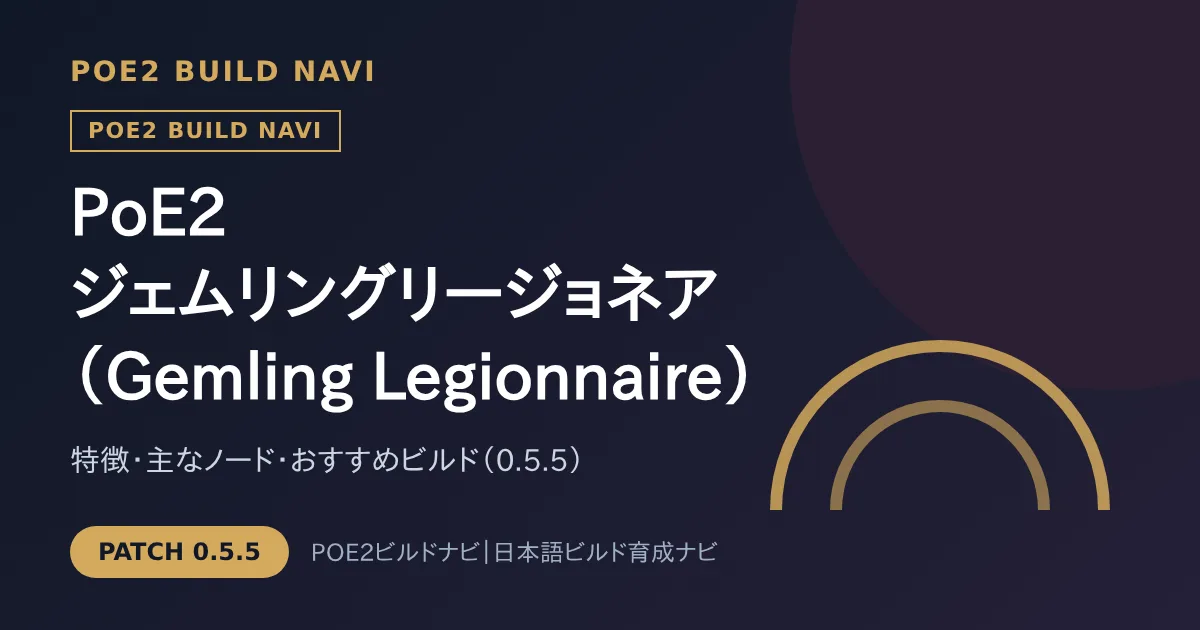 POE2 BUILD NAVI
POE2 BUILD NAVI
PoE2
ジェムリングリージョネア
（Gemling Legionnaire）
特徴・主なノード・おすすめビルド（0.5.5）
PATCH 0.5.5
POE2ビルドナビ|日本語ビルド育成ナビ